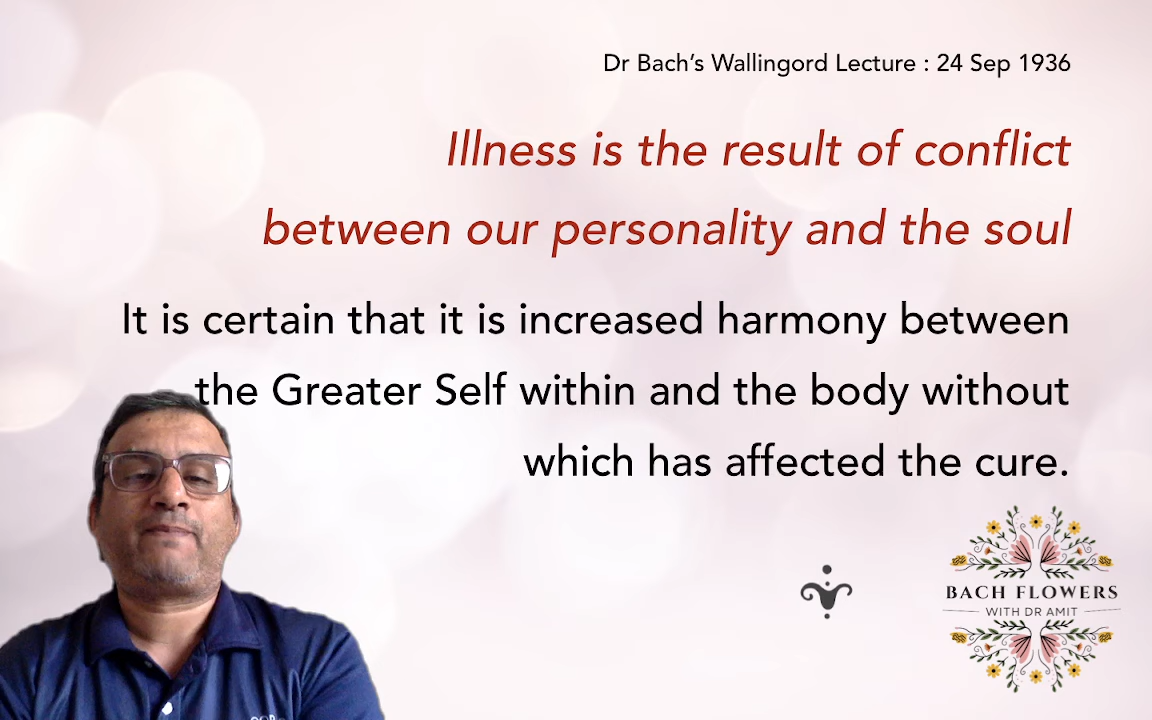 Dr Bach’s Wallingord Lecture : 24 Sep 1936
Illness is the result of conflict
between our personality and the soul
It is certain that it is increased harmony between
the Greater Self within and the body without
which has affected the cure.
BACH FLOWERS
WITH DR AMIT